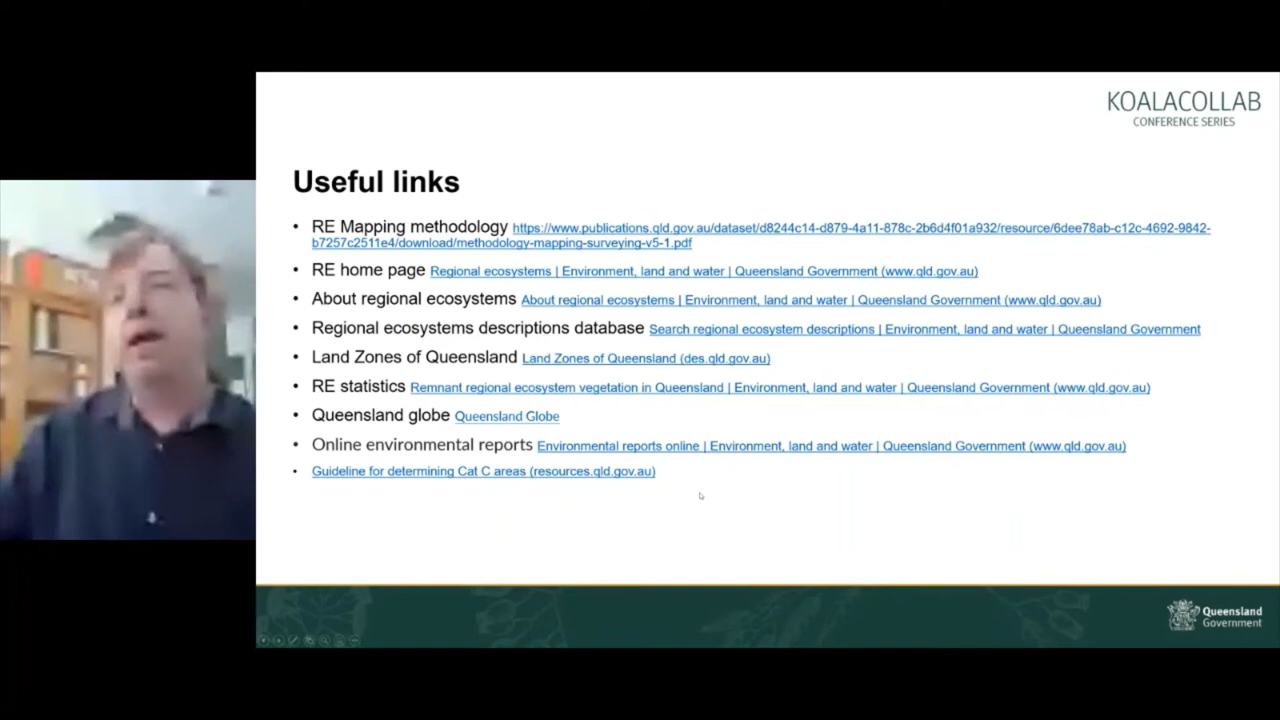 KOALACOLLAB
CONFERENCE SERIES
Useful links
• RE Mapping methodology https://www.publications.qld.gov.au/dataset/d8244c14-d879-4a11-878c-2b6d4f01a932/resource/6dee78ab-c12c-4692-9842-
b7257c2511e4/download/methodology-mapping-surveying-v5-1.pdf
• RE home page Regional ecosystems | Environment, land and water | Queensland Government (www.qld.gov.au)
• About regional ecosystems About regional ecosystems | Environment, land and water | Queensland Government (www.qld.gov.au)
• Regional ecosystems descriptions database Search regional ecosystem descriptions | Environment, land and water | Queensland Government
• Land Zones of Queensland Land Zones of Queensland (des.qld.gov.au)
• RE statistics Remnant regional ecosystem vegetation in Queensland | Environment, land and water | Queensland Government (www.qld.gov.au)
• Queensland globe Queensland Globe
• Online environmental reports Environmental reports online | Environment, land and water | Queensland Government (www.qld.gov.au)
• Guideline for determining Cat C areas (resources.qld.gov.au)
Queensland
Government